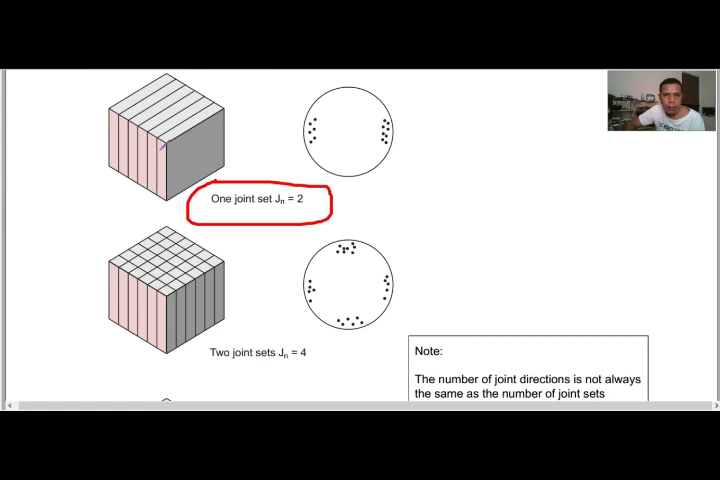 One joint set Jn = 2
Two joint sets Jn = 4
Note:
The number of joint directions is not always
the same as the number of joint sets